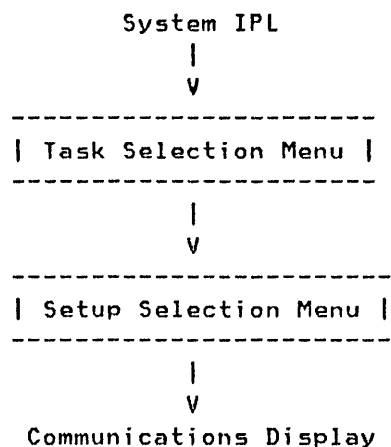 System IPL
|
V
--------------------------
| Task Selection Menu |
--------------------------
|
V
---------------------------
| Setup Selection Menu |
---------------------------
|
V
Communications Display